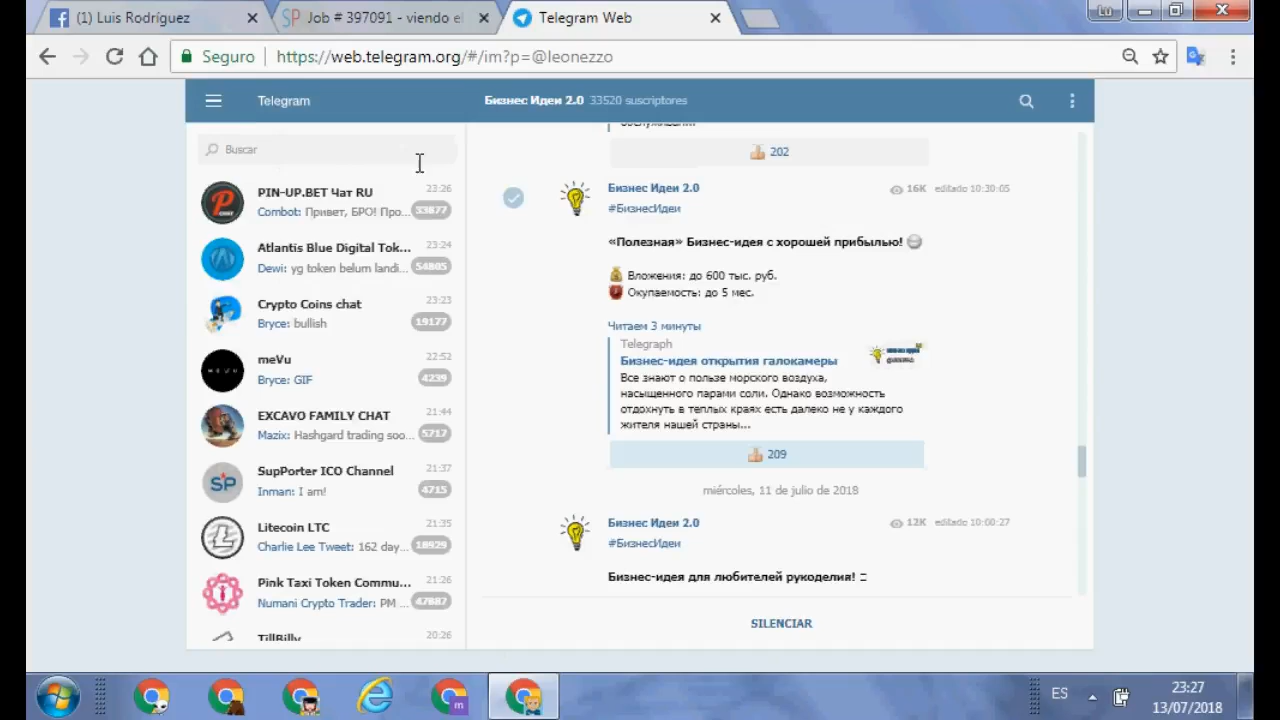 (1) Luis Rodríguez
Job # 397091 - viendo el
Telegram Web
Lu
Seguro
https://web.telegram.org/#/im?p=@leonezzo
Telegram
Бизнес Идеи 2.0 33520 suscriptores
Buscar
PIN-UP.BET Чат RU 23:26
Combot: Привет, БРО! Про... 53877
Atlantis Blue Digital Tok... 23:24
Dewi: yg token belum landi... 54805
Crypto Coins chat 23:23
Bryce: bullish 19177
meVu 22:52
Bryce: GIF 4239
EXCAVO FAMILY CHAT 21:44
Mazix: Hashgard trading soo... 5717
SupPorter ICO Channel 21:37
Inman: I am! 4715
Litecoin LTC 21:35
Charlie Lee Tweet: 162 day... 18929
Pink Taxi Token Commu... 21:26
Numani Crypto Trader: PM ... 47887
TillBilly 20:26
202
Бизнес Идеи 2.0 16K editado 10:30:05
#БизнесИдеи
«Полезная» Бизнес-идея с хорошей прибылью!
Вложения: до 600 тыс. руб.
Окупаемость: до 5 мес.
Читаем 3 минуты
Telegraph
Бизнес-идея открытия галокамеры
Все знают о пользе морского воздуха,
насыщенного парами соли. Однако возможность
отдохнуть в теплых краях есть далеко не у каждого
жителя нашей страны...
209
miércoles, 11 de julio de 2018
Бизнес Идеи 2.0 12K editado 10:00:27
#БизнесИдеи
Бизнес-идея для любителей рукоделия!
SILENCIAR
ES
23:27
13/07/2018